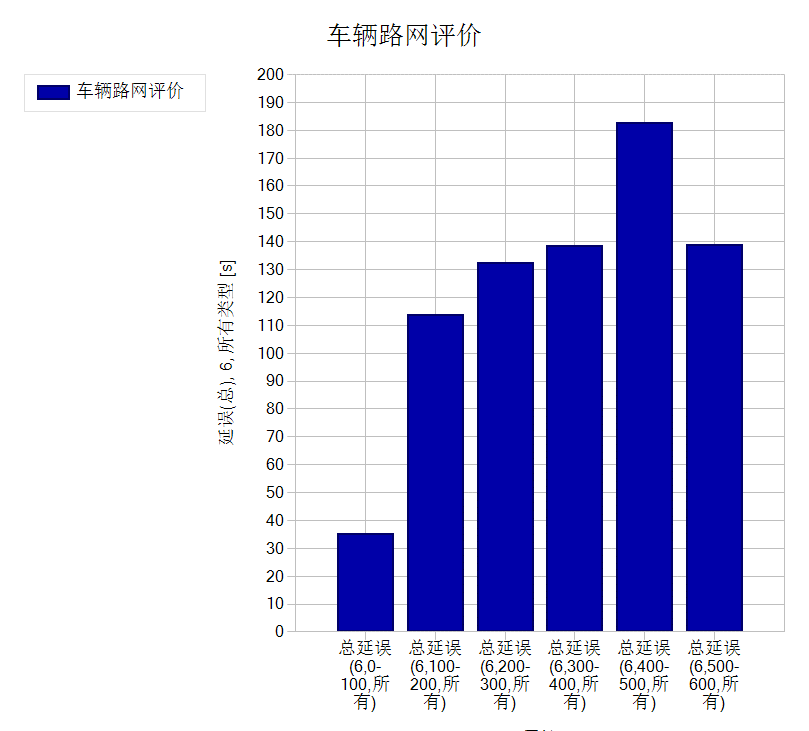 车辆路网评价
车辆路网评价
200
190
180
170
160
150
140
130
120
110
100
90
80
70
60
50
40
30
20
10
0
延误(总), 6, 所有类型 [s]
总延误
(6,0-
100,所
有)
总延误
(6,100-
200,所
有)
总延误
(6,200-
300,所
有)
总延误
(6,300-
400,所
有)
总延误
(6,400-
500,所
有)
总延误
(6,500-
600,所
有)